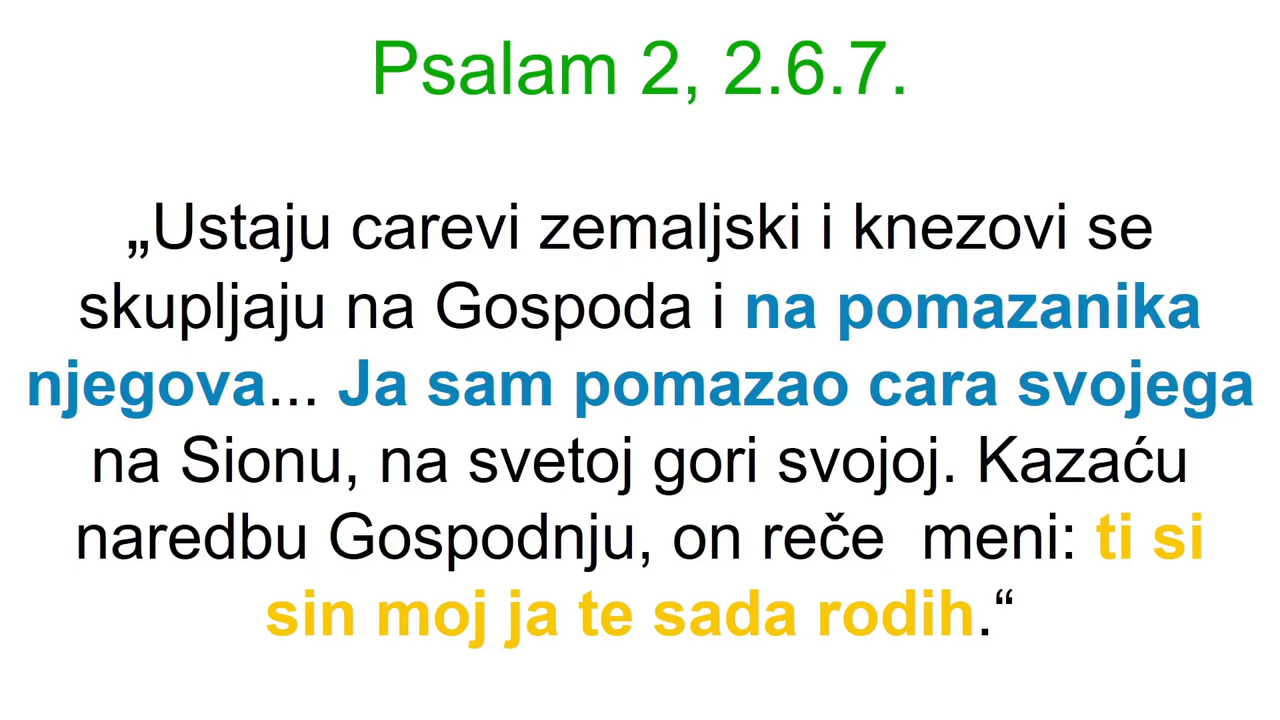 Psalam 2, 2.6.7.
„Ustaju carevi zemaljski i knezovi se
skupljaju na Gospoda i na pomazanika
njegova... Ja sam pomazao cara svojega
na Sionu, na svetoj gori svojoj. Kazaću
naredbu Gospodnju, on reče  meni: ti si
sin moj ja te sada rodih.“